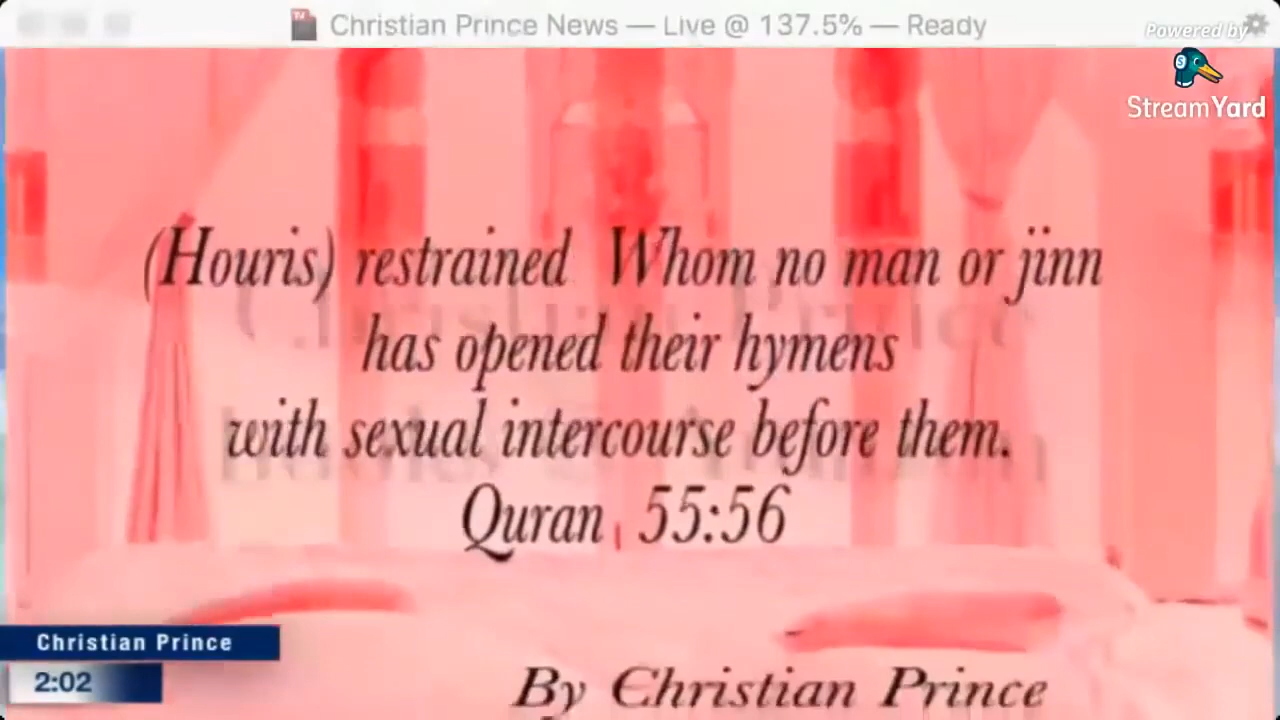 Christian Prince News — Live @ 137.5% — Ready
Powered by
StreamYard
(Houris) restrained Whom no man or jinn
has opened their hymens
with sexual intercourse before them.
Quran 55:56
Christian Prince
2:02
By Christian Prince